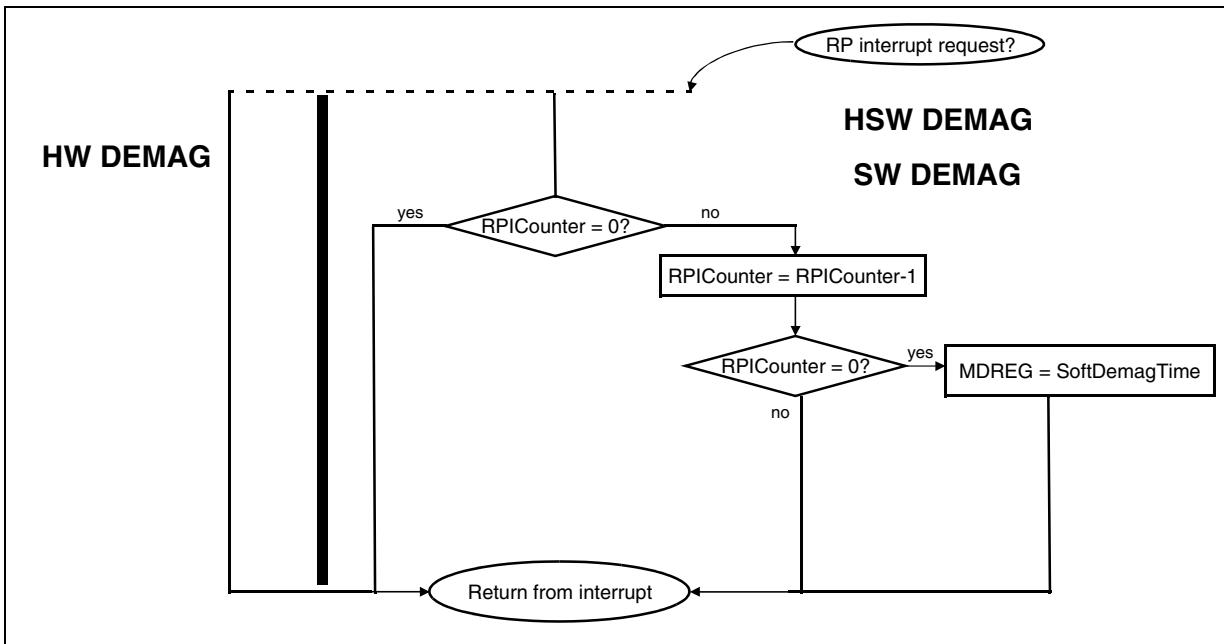 RP interrupt request?
HW DEMAG
HSW DEMAG
SW DEMAG
yes
RPICounter = 0?
no
RPICounter = RPICounter-1
RPICounter = 0?
yes
MDREG = SoftDemagTime
no
Return from interrupt